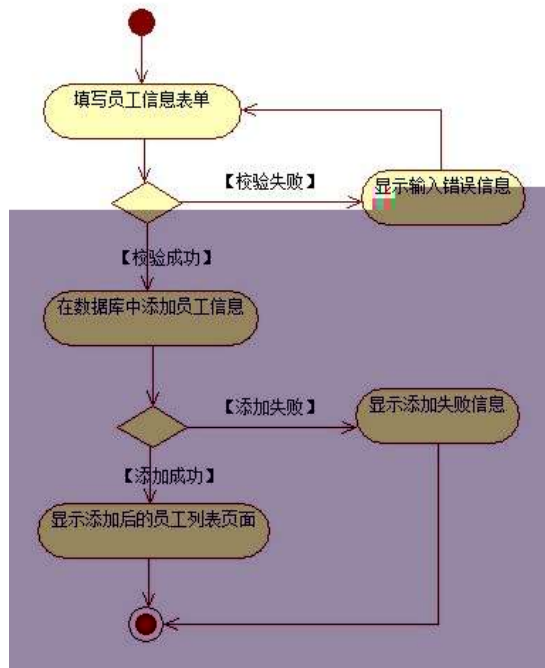 填写员工信息表单
【校验失败】
显示输入错误信息
【校验成功】
在数据库中添加员工信息
【添加失败】
显示添加失败信息
【添加成功】
显示添加后的员工列表页面